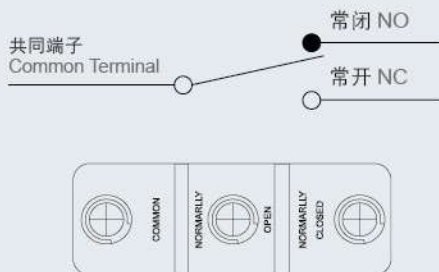 常闭 NO
共同端子
Common Terminal
常开 NC
COMMON
NORMARLLY
OPEN
NORMARLLY
CLOSED